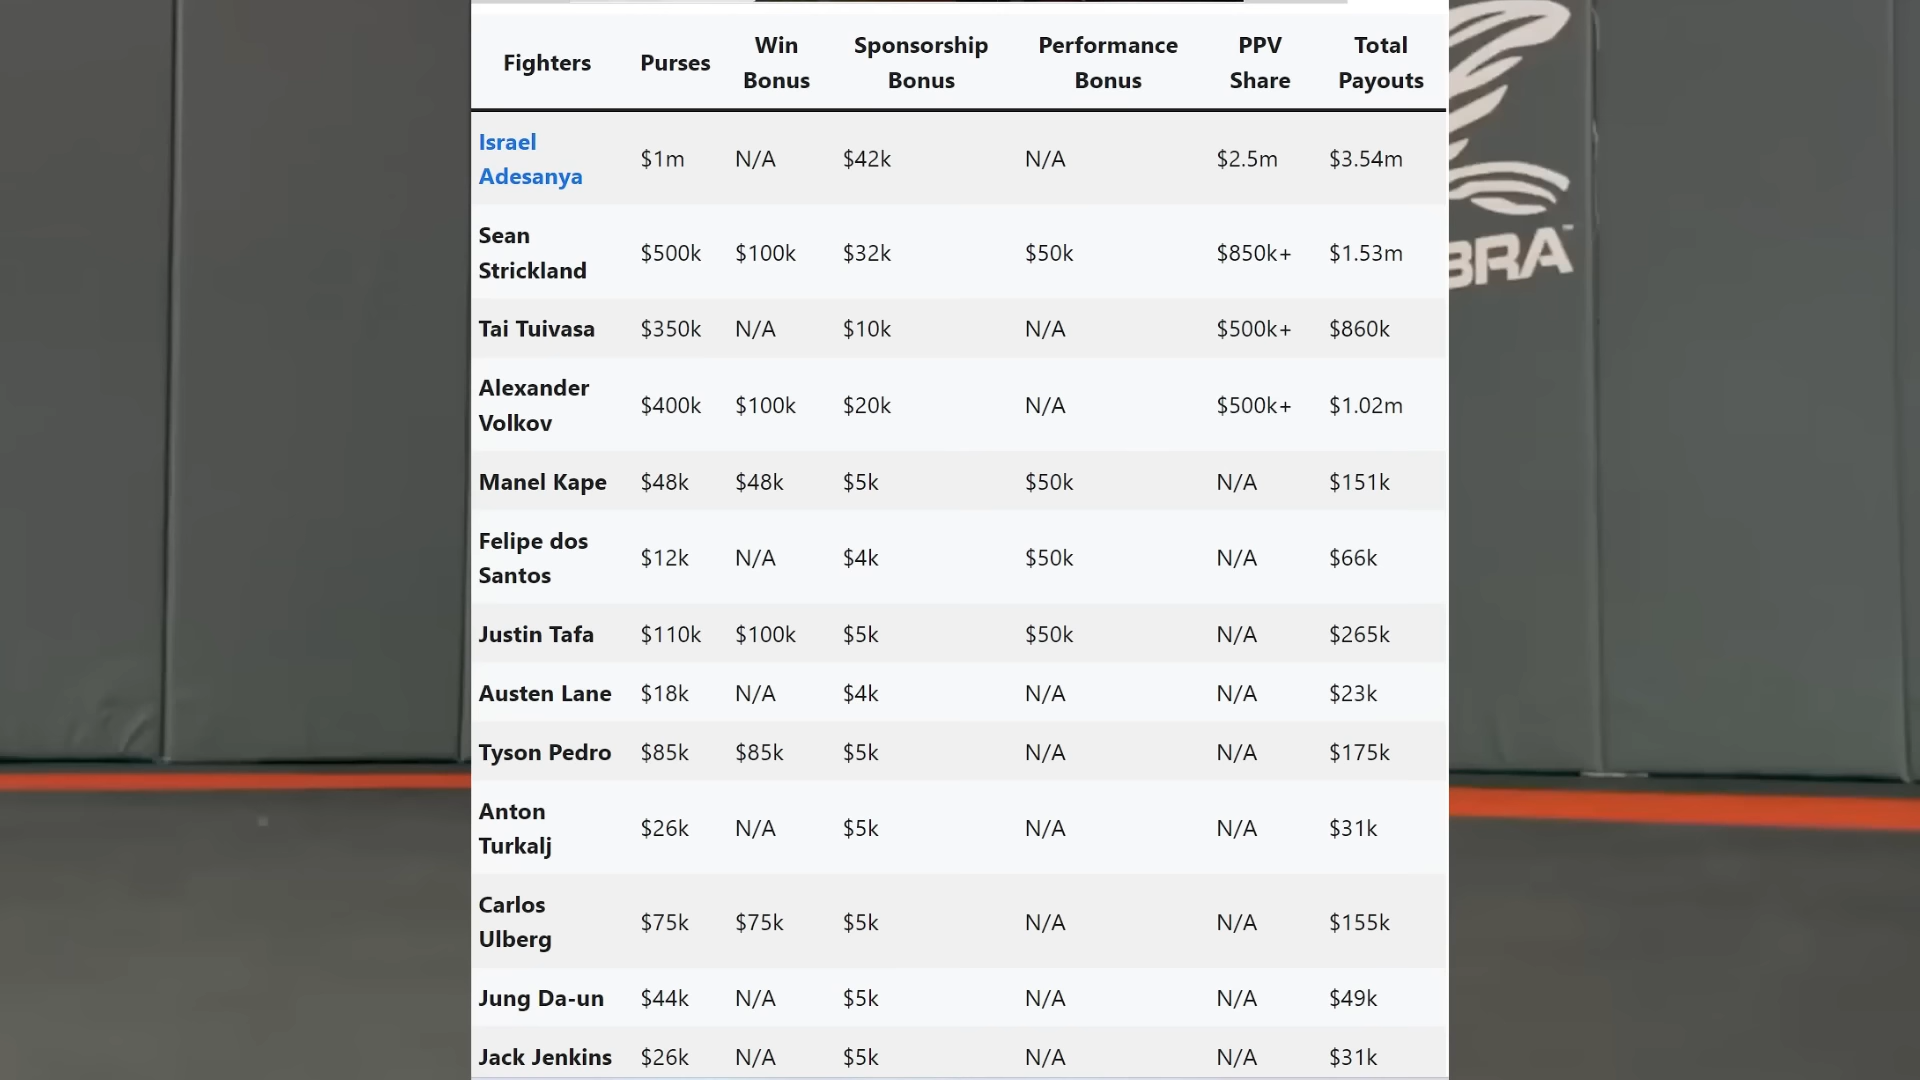 Fighters Purses Win Bonus Sponsorship Bonus Performance Bonus PPV Share Total Payouts
Israel Adesanya $1m N/A $42k N/A $2.5m $3.54m
Sean Strickland $500k $100k $32k $50k $850k+ $1.53m
Tai Tuivasa $350k N/A $10k N/A $500k+ $860k
Alexander Volkov $400k $100k $20k N/A $500k+ $1.02m
Manel Kape $48k $48k $5k $50k N/A $151k
Felipe dos Santos $12k N/A $4k $50k N/A $66k
Justin Tafa $110k $100k $5k $50k N/A $265k
Austen Lane $18k N/A $4k N/A N/A $23k
Tyson Pedro $85k $85k $5k N/A N/A $175k
Anton Turkalj $26k N/A $5k N/A N/A $31k
Carlos Ulberg $75k $75k $5k N/A N/A $155k
Jung Da-un $44k N/A $5k N/A N/A $49k
Jack Jenkins $26k N/A $5k N/A N/A $31k